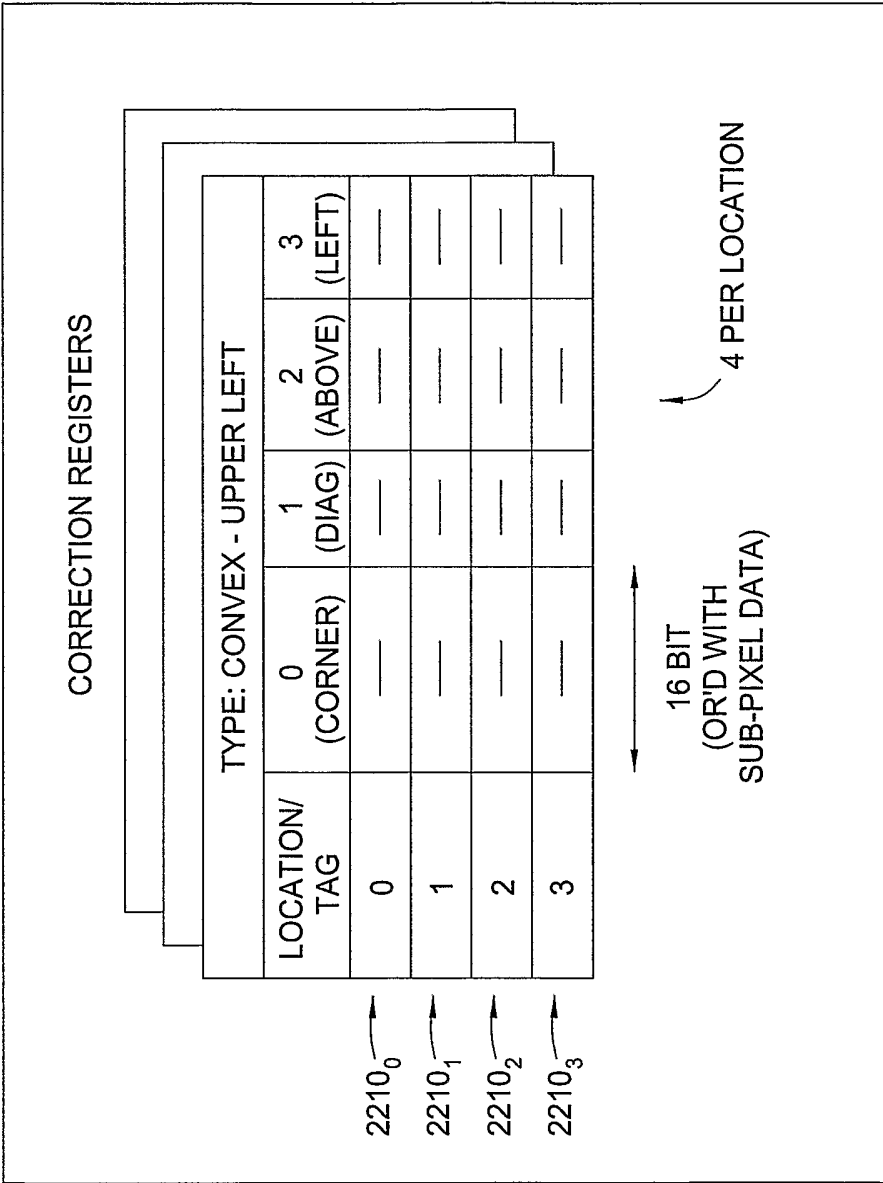 CORRECTION REGISTERS
TYPE: CONVEX - UPPER LEFT
LOCATION/
TAG
0
(CORNER)
1
(DIAG)
2
(ABOVE)
3
(LEFT)
2210₀
0
— — — —
2210₁
1
— — — —
2210₂
2
— — — —
2210₃
3
— — — —
16 BIT
(OR'D WITH
SUB-PIXEL DATA)
4 PER LOCATION